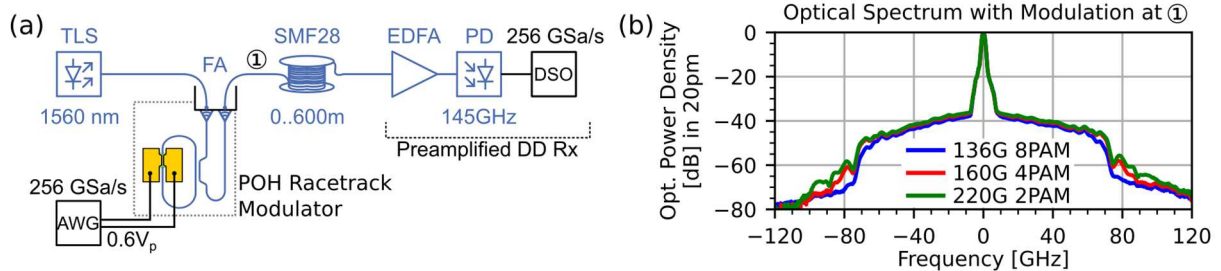 (a)
TLS
1560 nm
FA
①
SMF28
0..600m
EDFA
PD
145GHz
256 GSa/s
DSO
Preamplified DD Rx
256 GSa/s
AWG
0.6Vp
POH Racetrack
Modulator
(b)
Optical Spectrum with Modulation at ①
Opt. Power Density
[dB] in 20pm
0
−20
−40
−60
−80
136G 8PAM
160G 4PAM
220G 2PAM
−120 −80 −40 0 40 80 120
Frequency [GHz]